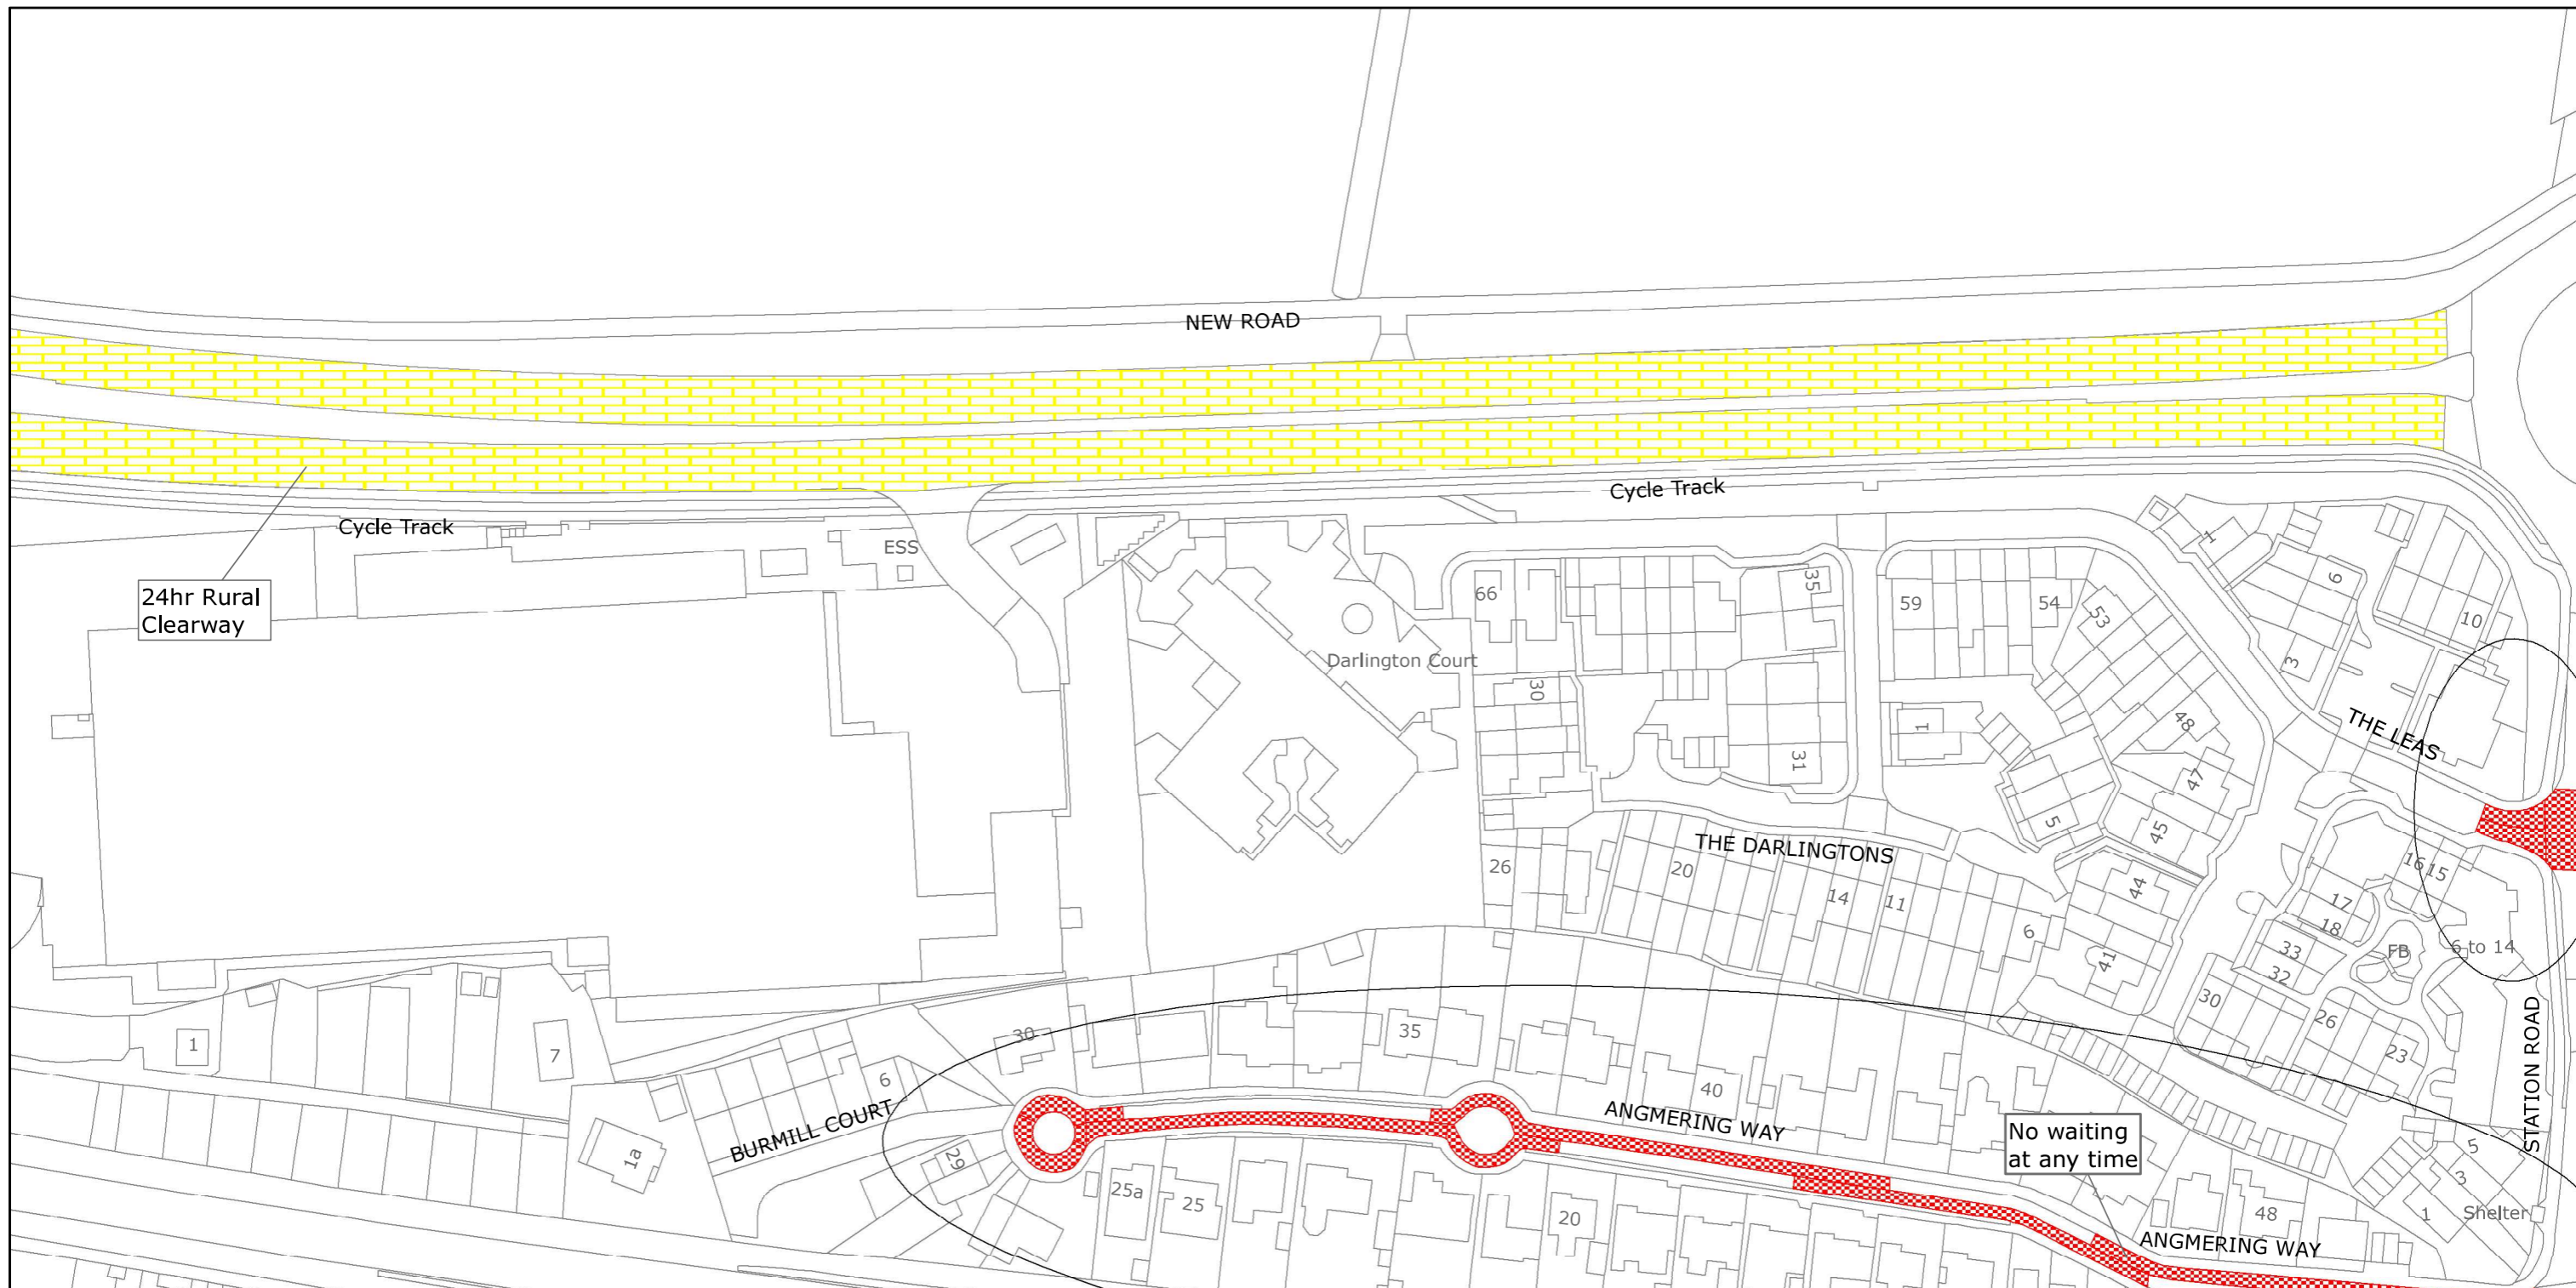 NEW ROAD
Cycle Track
Cycle Track
ESS
24hr Rural
Clearway
1
6
10
3
66
35
59
54
53
Darlington Court
30
1
48
31
47
5
45
THE LEAS
THE DARLINGTONS
26
20
14
11
6
44
41
16
15
17
18
33
32
FB
6 to 14
30
26
23
1
7
30
35
40
6
BURMILL COURT
ANGMERING WAY
STATION ROAD
No waiting
at any time
1a
29
25a
25
20
48
5
3
1
Shelter
ANGMERING WAY